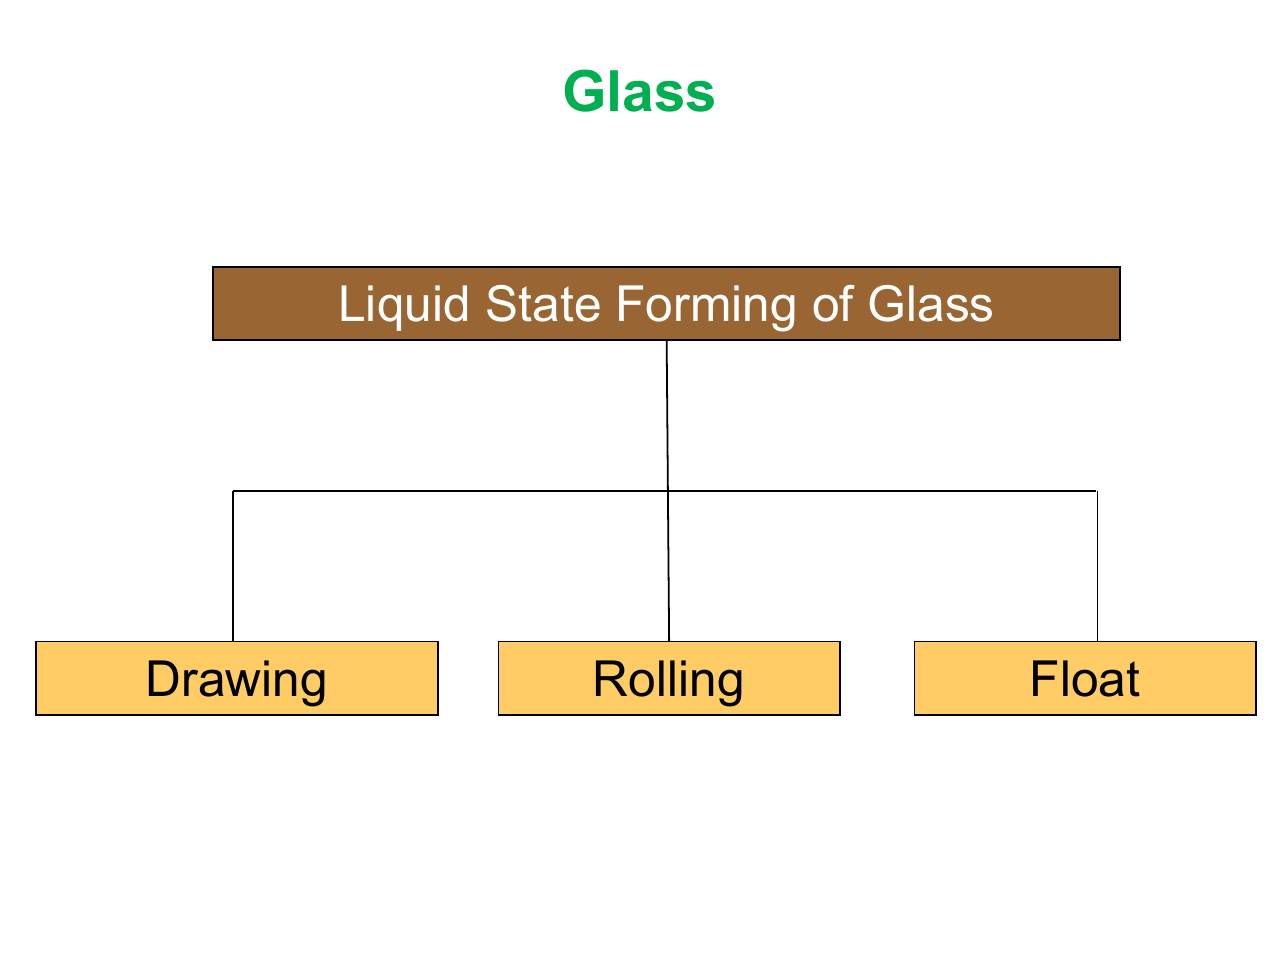 Glass
Liquid State Forming of Glass
Drawing
Rolling
Float